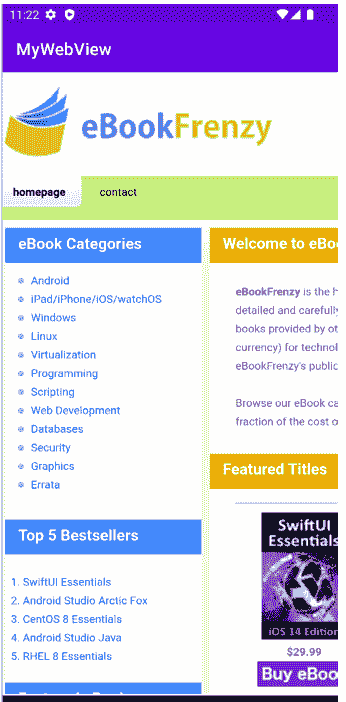 11:22
MyWebView
eBookFrenzy
homepage contact
eBook Categories
Android
iPad/iPhone/iOS/watchOS
Windows
Linux
Virtualization
Programming
Scripting
Web Development
Databases
Security
Graphics
Errata
Top 5 Bestsellers
1. SwiftUI Essentials
2. Android Studio Arctic Fox
3. CentOS 8 Essentials
4. Android Studio Java
5. RHEL 8 Essentials
Welcome to eBoo
eBookFrenzy is the h
detailed and carefully
books provided by ot
currency) for technol
eBookFrenzy's public
Browse our eBook ca
fraction of the cost o
Featured Titles
SwiftUI
Essentials
iOS 14 Edition
$29.99
Buy eBoo